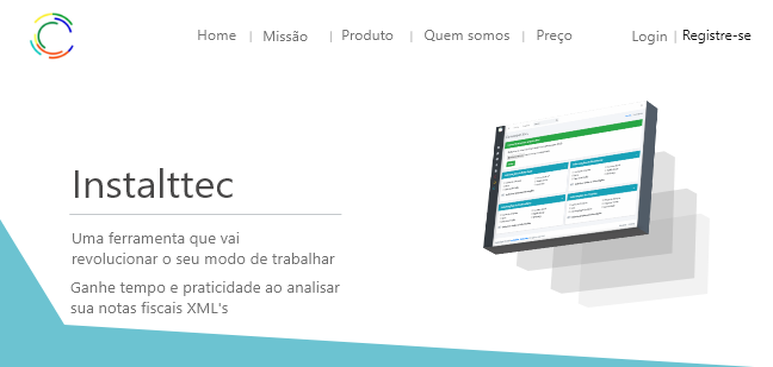 Home | Missão | Produto | Quem somos | Preço Login | Registre-se
Instalttec
Uma ferramenta que vai
revolucionar o seu modo de trabalhar
Ganhe tempo e praticidade ao analisar
sua notas fiscais XML's